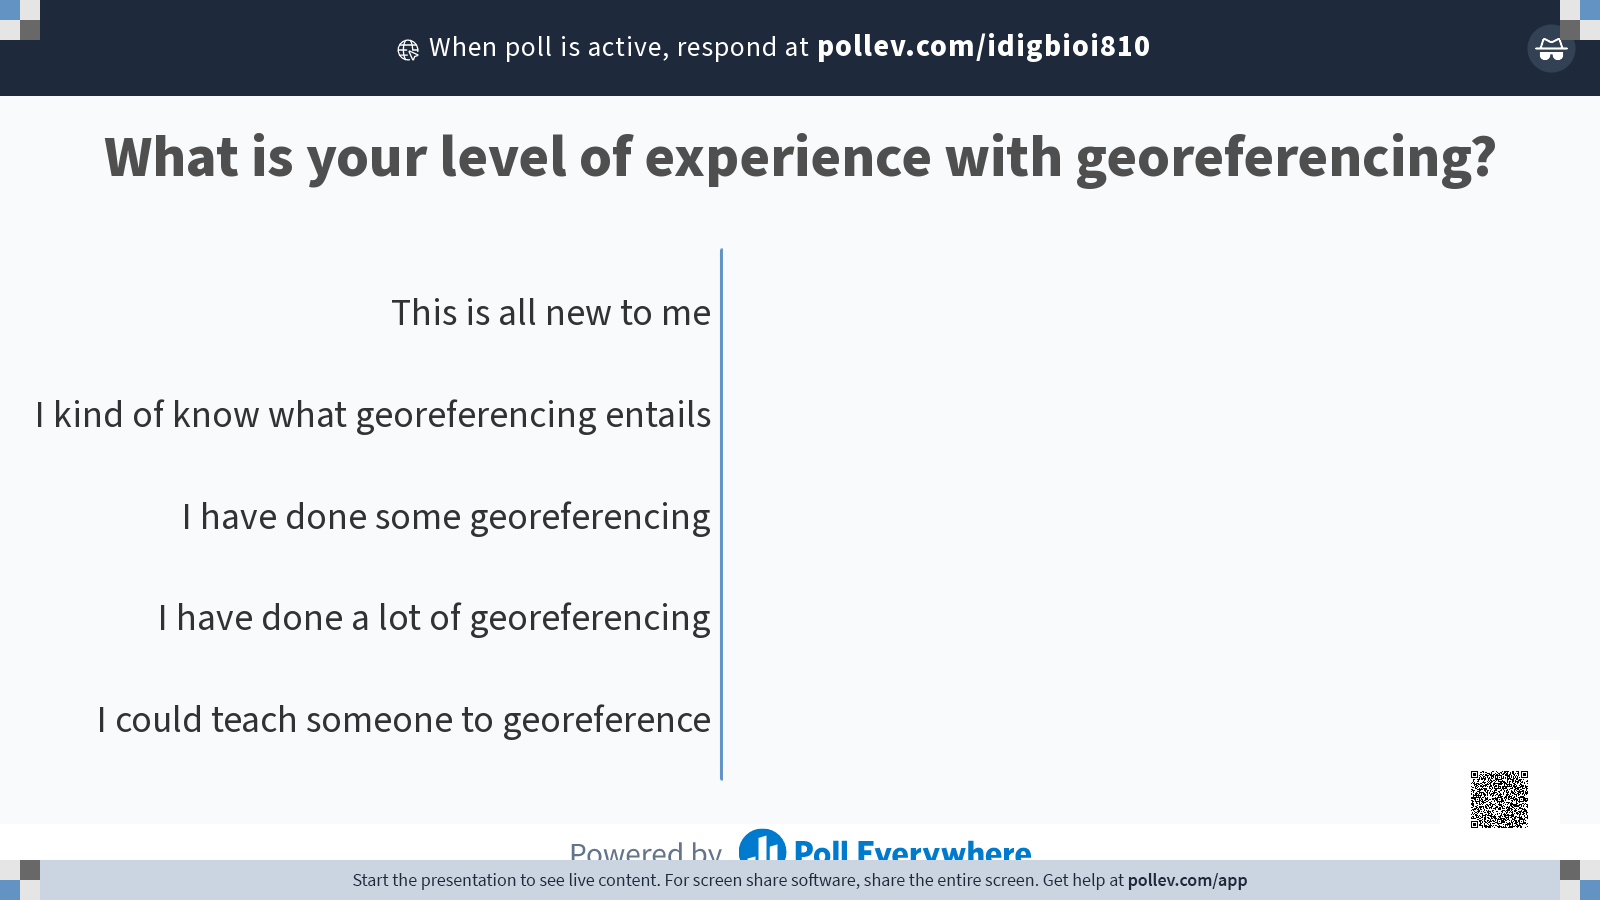 When poll is active, respond at pollev.com/idigbioi810
What is your level of experience with georeferencing?
This is all new to me
I kind of know what georeferencing entails
I have done some georeferencing
I have done a lot of georeferencing
I could teach someone to georeference
Powered by Poll Everywhere
Start the presentation to see live content. For screen share software, share the entire screen. Get help at pollev.com/app